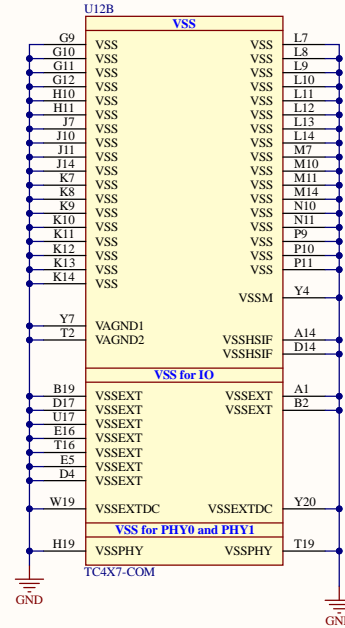 U12B
VSS
G9 VSS VSS L7
G10 VSS VSS L8
G11 VSS VSS L9
G12 VSS VSS L10
H10 VSS VSS L11
H11 VSS VSS L12
J7 VSS VSS L13
J10 VSS VSS L14
J11 VSS VSS M7
J14 VSS VSS M10
K7 VSS VSS M11
K8 VSS VSS M14
K9 VSS VSS N10
K10 VSS VSS N11
K11 VSS VSS P9
K12 VSS VSS P10
K13 VSS VSS P11
K14 VSS
VSSM Y4
Y7 VAGND1
T2 VAGND2 VSSHSIF A14
VSSHSIF D14
VSS for IO
B19 VSSEXT VSSEXT A1
D17 VSSEXT VSSEXT B2
U17 VSSEXT
E16 VSSEXT
T16 VSSEXT
E5 VSSEXT
D4 VSSEXT
W19 VSSEXTDC VSSEXTDC Y20
VSS for PHY0 and PHY1
H19 VSSPHY VSSPHY T19
TC4X7-COM
GND
GND